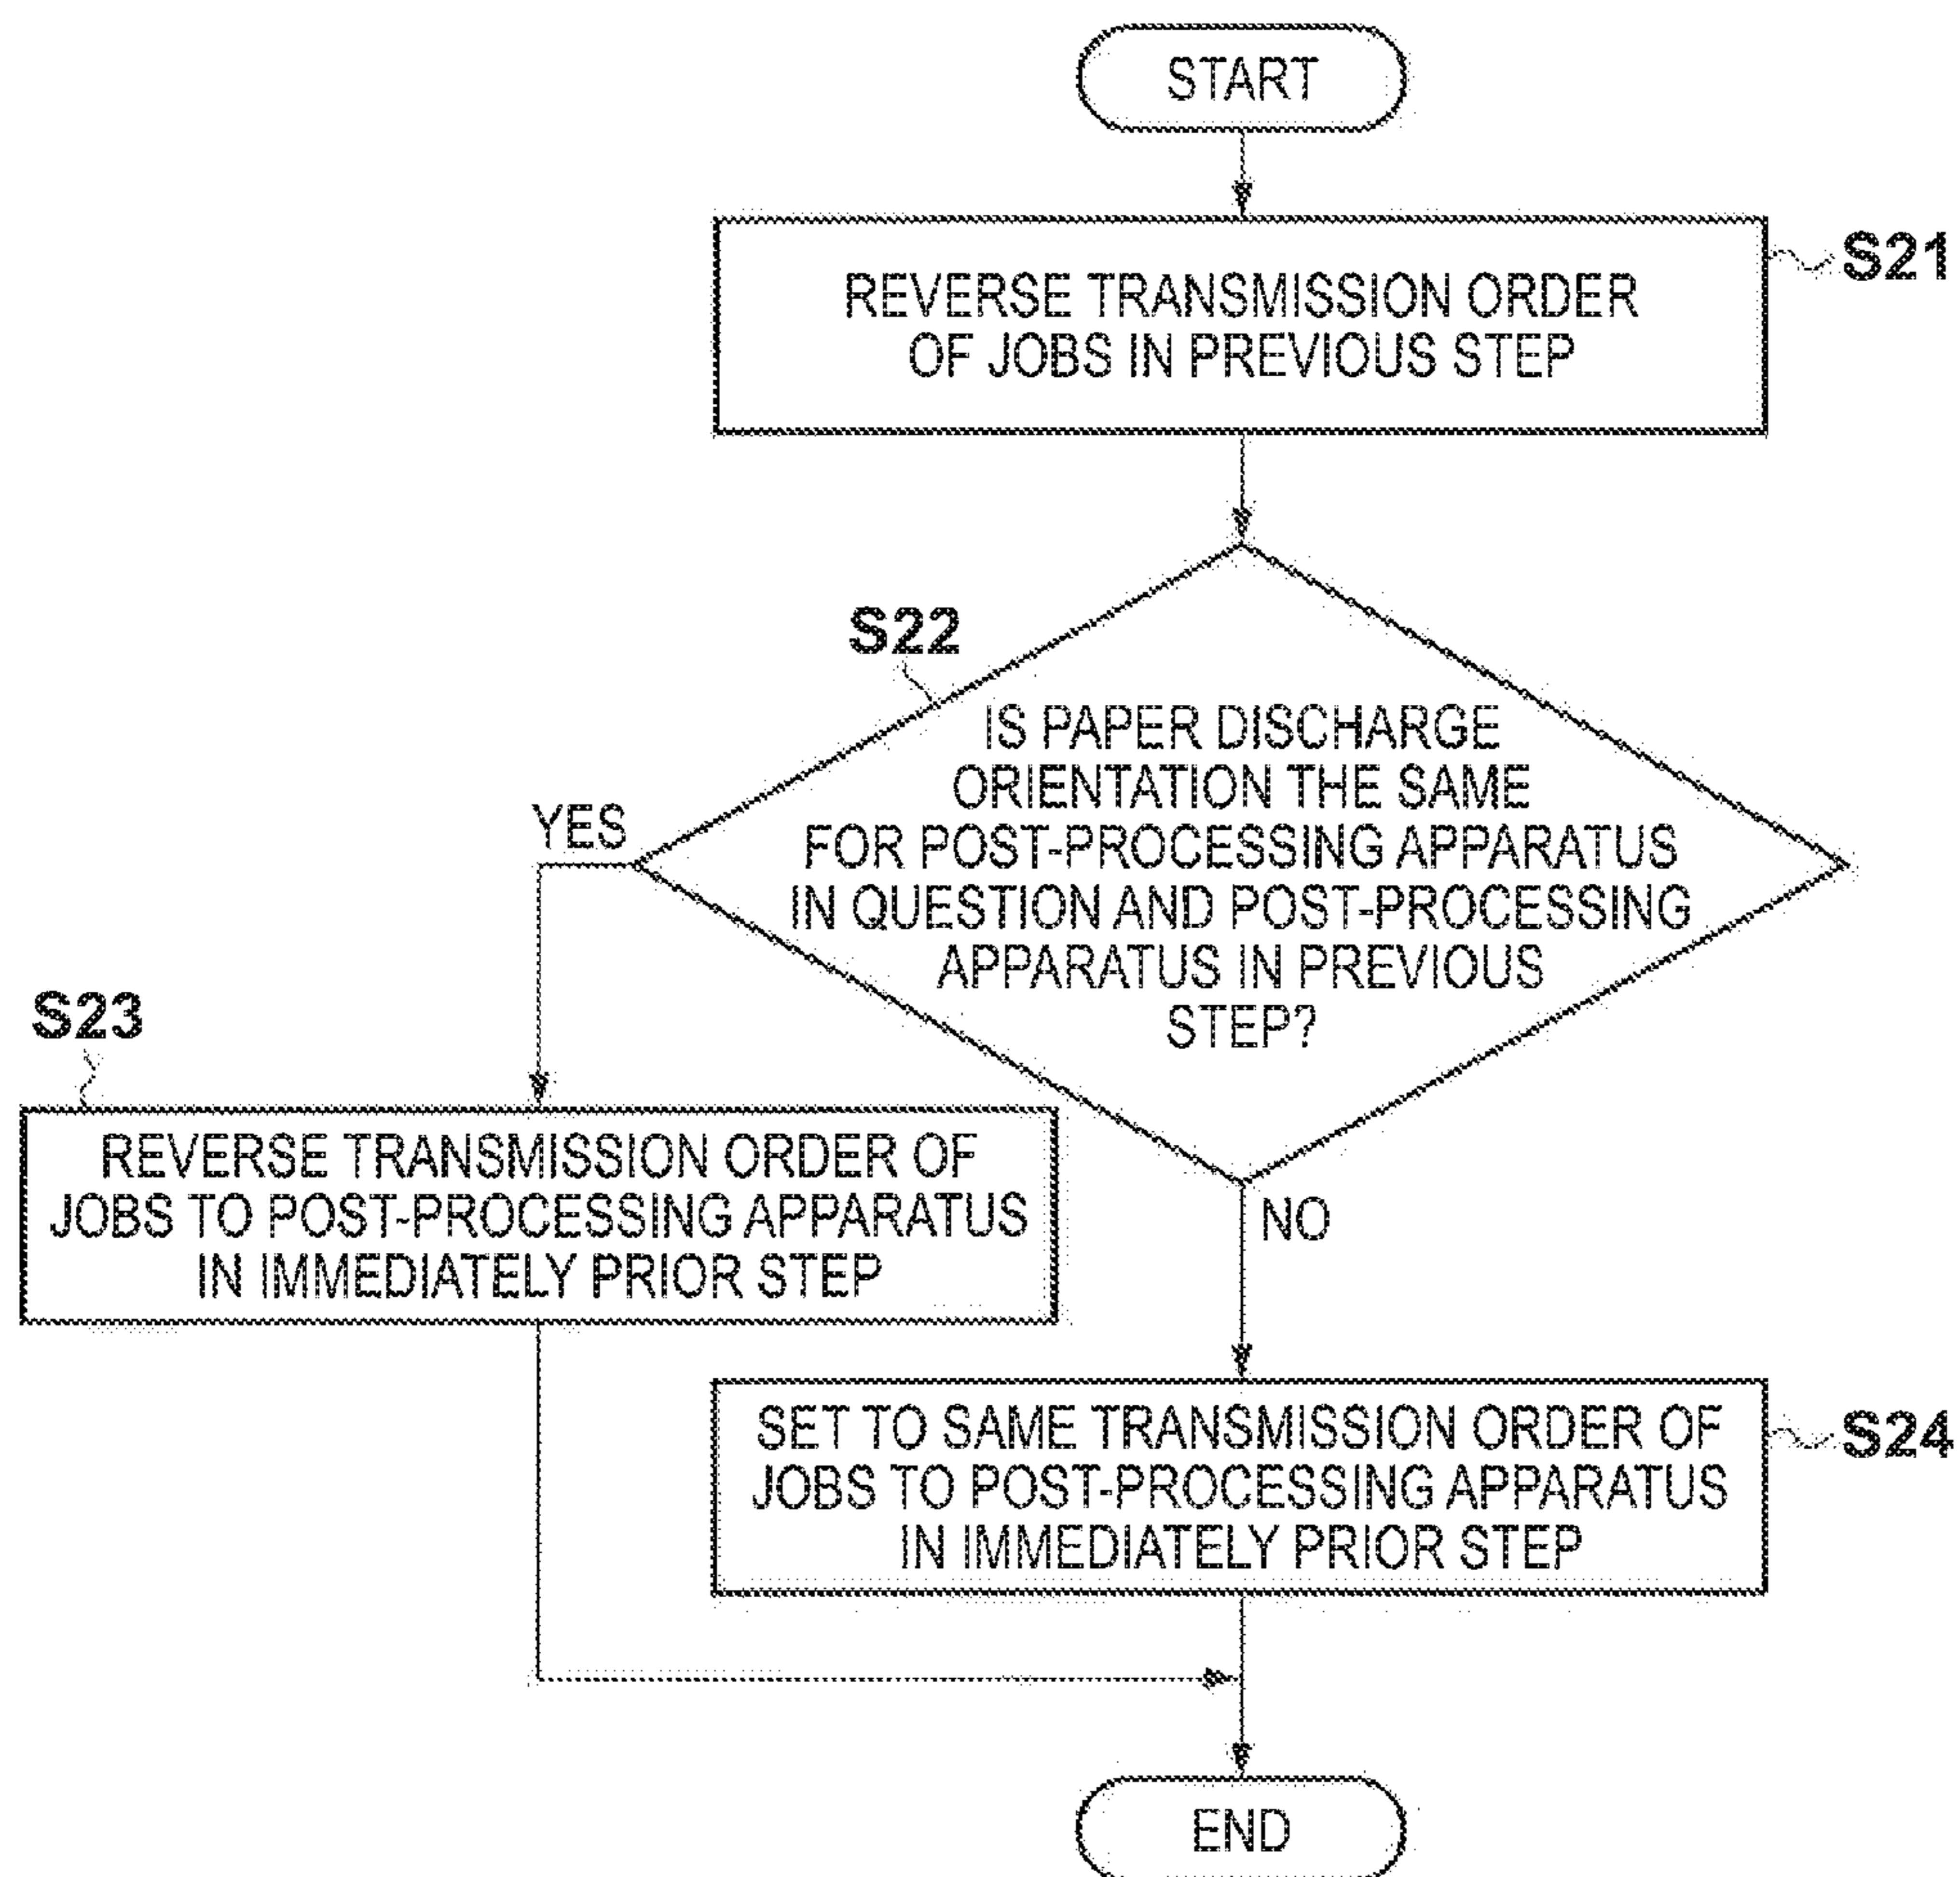 START
REVERSE TRANSMISSION ORDER
OF JOBS IN PREVIOUS STEP
S21
S22
IS PAPER DISCHARGE
ORIENTATION THE SAME
FOR POST-PROCESSING APPARATUS
IN QUESTION AND POST-PROCESSING
APPARATUS IN PREVIOUS
STEP?
YES
S23
REVERSE TRANSMISSION ORDER OF
JOBS TO POST-PROCESSING APPARATUS
IN IMMEDIATELY PRIOR STEP
NO
SET TO SAME TRANSMISSION ORDER OF
JOBS TO POST-PROCESSING APPARATUS
IN IMMEDIATELY PRIOR STEP
S24
END